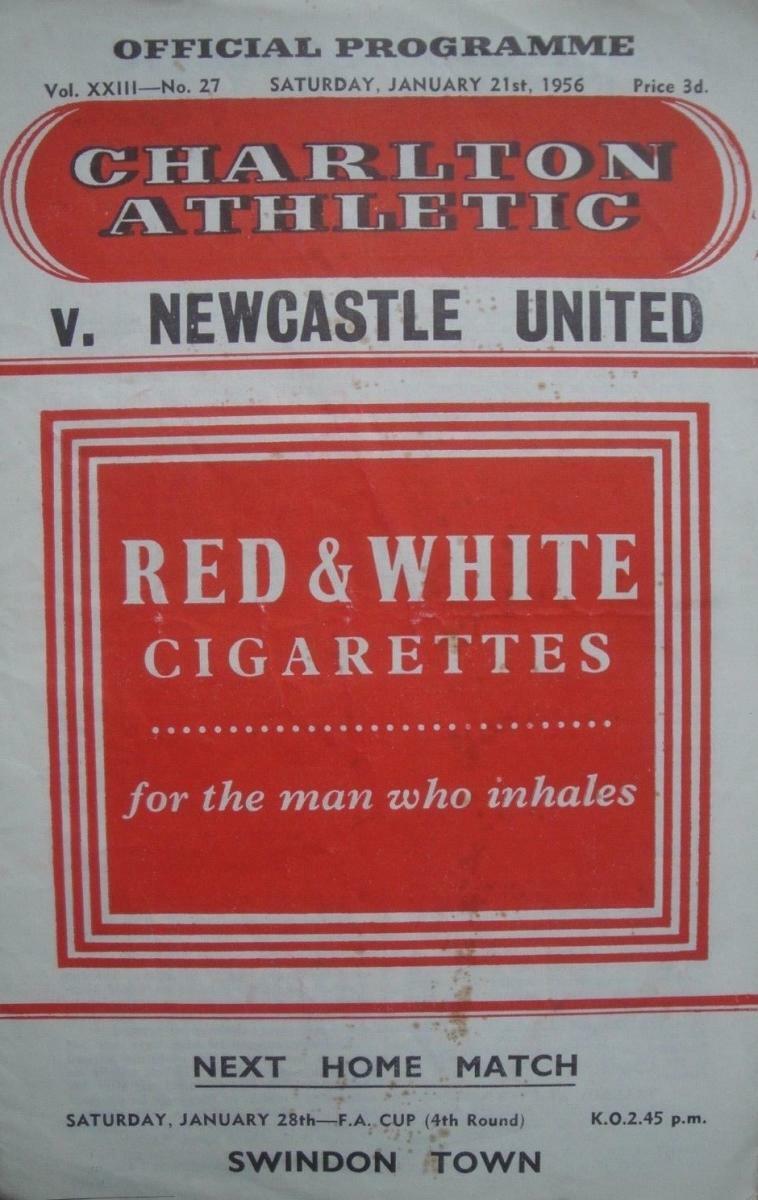 OFFICIAL PROGRAMME
Vol. XXIII—No. 27 SATURDAY, JANUARY 21st, 1956 Price 3d.
CHARLTON
ATHLETIC
v. NEWCASTLE UNITED
RED & WHITE
CIGARETTES
for the man who inhales
NEXT HOME MATCH
SATURDAY, JANUARY 28th—F.A. CUP (4th Round) K.O.2.45 p.m.
SWINDON TOWN